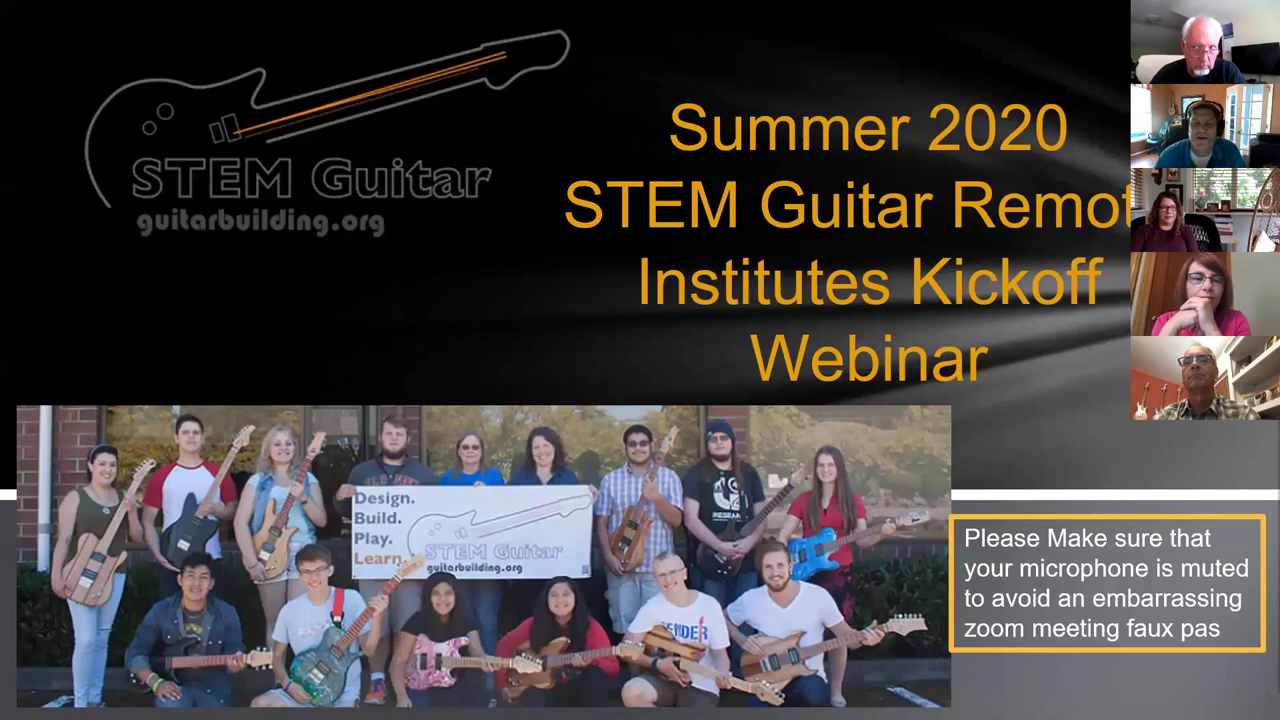 STEM Guitar
guitarbuilding.org
Summer 2020
STEM Guitar Remot
Institutes Kickoff
Webinar
Design.
Build.
Play.
Learn.
STEM Guitar
guitarbuilding.org
RESEARCH
FENDER
Please Make sure that
your microphone is muted
to avoid an embarrassing
zoom meeting faux pas